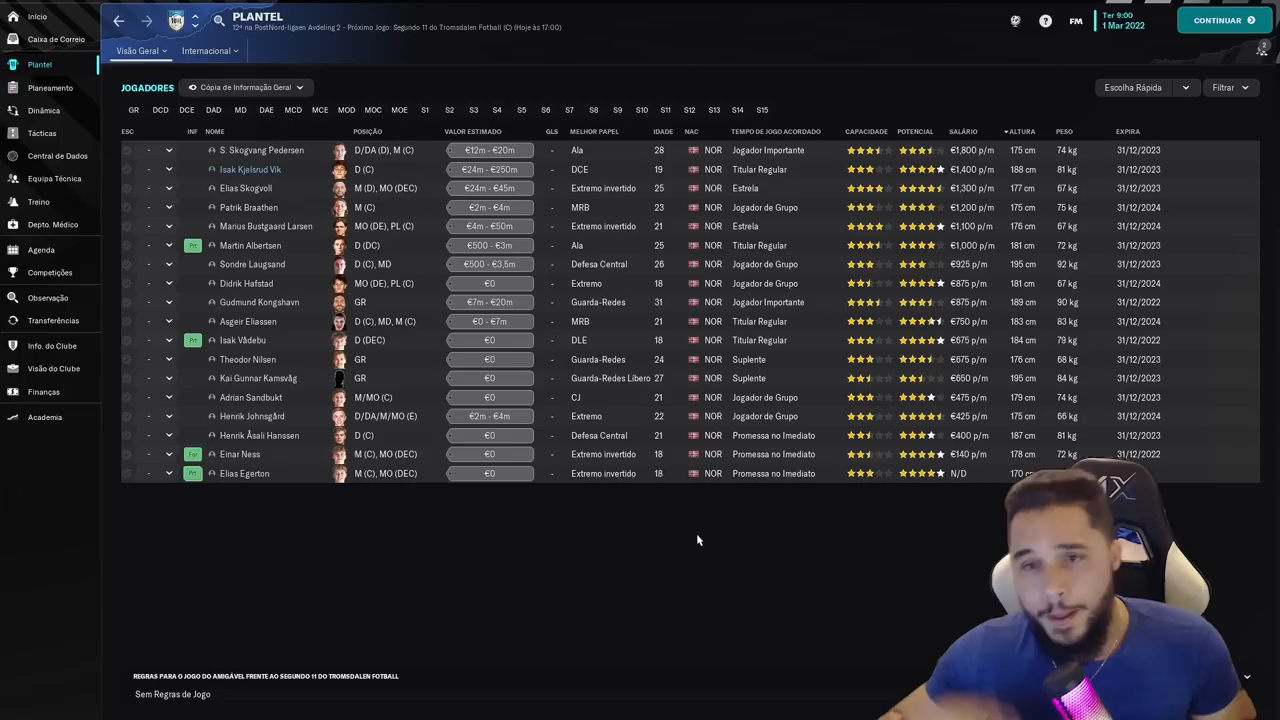 Início
Caixa de Correio
Plantel
Planeamento
Dinâmica
Tácticas
Central de Dados
Equipa Técnica
Treino
Depto. Médico
Agenda
Competições
Observação
Transferências
Info. do Clube
Visão do Clube
Finanças
Academia
PLANTEL
12ª na PostNord-ligaen Avdeling 2 - Próximo Jogo: Segundo 11 do Tromsdalen Fotball (C) (Hoje às 17:00)
FM
Ter 9:00
1 Mar 2022
CONTINUAR
2
Visão Geral Internacional
JOGADORES Cópia de Informação Geral Escolha Rápida Filtrar
GR DCD DCE DAD MD DAE MCD MCE MOD MOC MOE S1 S2 S3 S4 S5 S6 S7 S8 S9 S10 S11 S12 S13 S14 S15
ESC INF NOME POSIÇÃO VALOR ESTIMADO GLS MELHOR PAPEL IDADE NAC TEMPO DE JOGO ACORDADO CAPACIDADE POTENCIAL SALÁRIO ALTURA PESO EXPIRA
- S. Skogvang Pedersen D/DA (D), M (C) €12m - €20m - Ala 28 NOR Jogador Importante €1,800 p/m 175 cm 74 kg 31/12/2023
- Isak Kjelsrud Vik D (C) €24m - €250m - DCE 19 NOR Titular Regular €1,400 p/m 188 cm 81 kg 31/12/2023
- Elias Skogvoll M (D), MO (DEC) €24m - €45m - Extremo invertido 25 NOR Estrela €1,300 p/m 177 cm 67 kg 31/12/2023
- Patrik Braathen M (C) €2m - €4m - MRB 23 NOR Jogador de Grupo €1,200 p/m 175 cm 75 kg 31/12/2023
- Marius Bustgaard Larsen MO (DE), PL (C) €4m - €50m - Extremo invertido 21 NOR Estrela €1,100 p/m 176 cm 67 kg 31/12/2024
Prt - Martin Albertsen D (DC) €500 - €3m - Ala 25 NOR Titular Regular €1,000 p/m 181 cm 72 kg 31/12/2023
- Sondre Laugsand D (C), MD €500 - €3,5m - Defesa Central 26 NOR Jogador de Grupo €925 p/m 195 cm 92 kg 31/12/2023
- Didrik Hafstad MO (DE), PL (C) €0 - Extremo 18 NOR Jogador de Grupo €875 p/m 181 cm 67 kg 31/12/2024
- Gudmund Kongshavn GR €7m - €20m - Guarda-Redes 31 NOR Jogador Importante €875 p/m 189 cm 90 kg 31/12/2022
- Asgeir Eliassen D (C), MD, M (C) €0 - €7m - MRB 21 NOR Titular Regular €750 p/m 183 cm 83 kg 31/12/2024
Prt - Isak Vådebu D (DEC) €0 - DLE 18 NOR Titular Regular €675 p/m 184 cm 79 kg 31/12/2022
- Theodor Nilsen GR €0 - Guarda-Redes 24 NOR Suplente €675 p/m 176 cm 68 kg 31/12/2023
- Kai Gunnar Kamsvåg GR €0 - Guarda-Redes Líbero 27 NOR Suplente €650 p/m 195 cm 84 kg 31/12/2023
- Adrian Sandbukt M/MO (C) €0 - CJ 21 NOR Jogador de Grupo €475 p/m 179 cm 74 kg 31/12/2023
- Henrik Johnsgård D/DA/M/MO (E) €2m - €4m - Extremo 22 NOR Jogador de Grupo €425 p/m 175 cm 66 kg 31/12/2024
- Henrik Åsali Hanssen D (C) €0 - Defesa Central 21 NOR Promessa no Imediato €400 p/m 187 cm 81 kg 31/12/2023
For - Einar Ness M (C), MO (DEC) €0 - Extremo invertido 18 NOR Promessa no Imediato €140 p/m 178 cm 72 kg 31/12/2022
Prt - Elias Egerton M (C), MO (DEC) €0 - Extremo invertido 18 NOR Promessa no Imediato N/D 170 cm
REGRAS PARA O JOGO DO AMIGÁVEL FRENTE AO SEGUNDO 11 DO TROMSDALEN FOTBALL
Sem Regras de Jogo